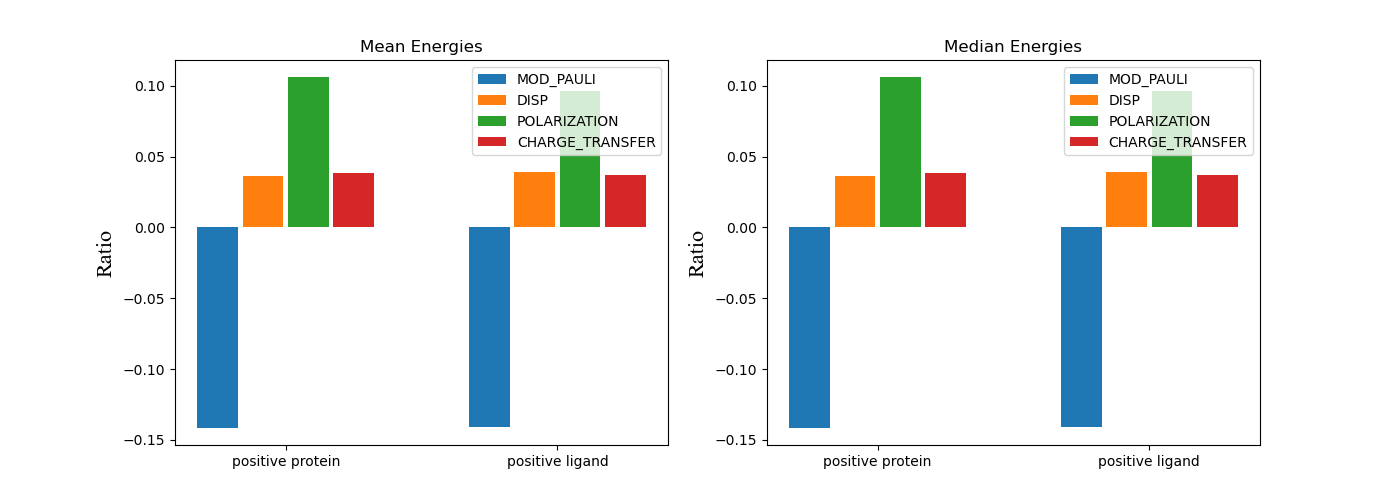 Mean Energies
MOD_PAULI
DISP
POLARIZATION
CHARGE_TRANSFER
0.10
0.05
0.00
−0.05
−0.10
−0.15
Ratio
positive protein
positive ligand
Median Energies
MOD_PAULI
DISP
POLARIZATION
CHARGE_TRANSFER
0.10
0.05
0.00
−0.05
−0.10
−0.15
Ratio
positive protein
positive ligand